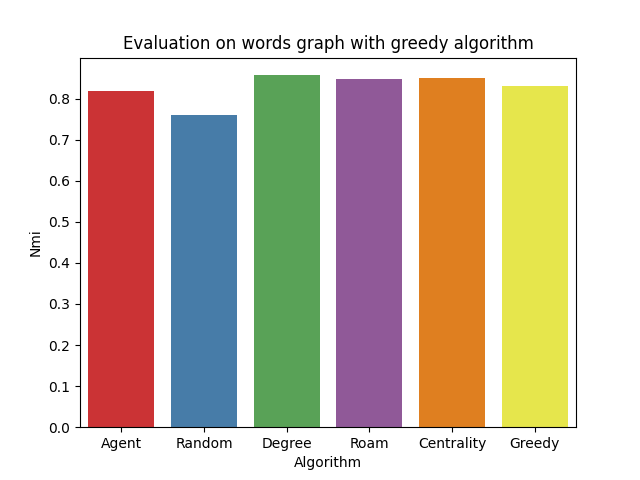 Evaluation on words graph with greedy algorithm
0.8
0.7
0.6
0.5
0.4
0.3
0.2
0.1
0.0
Nmi
Agent Random Degree Roam Centrality Greedy
Algorithm